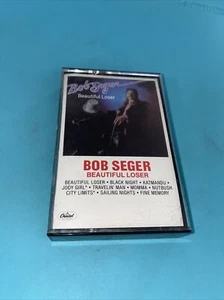 Bob Seger
Beautiful Loser
BOB SEGER
BEAUTIFUL LOSER
BEAUTIFUL LOSER • BLACK NIGHT • KATMANDU •
JODY GIRL* • TRAVELIN' MAN • MOMMA • NUTBUSH
CITY LIMITS* • SAILING NIGHTS • FINE MEMORY
Capitol